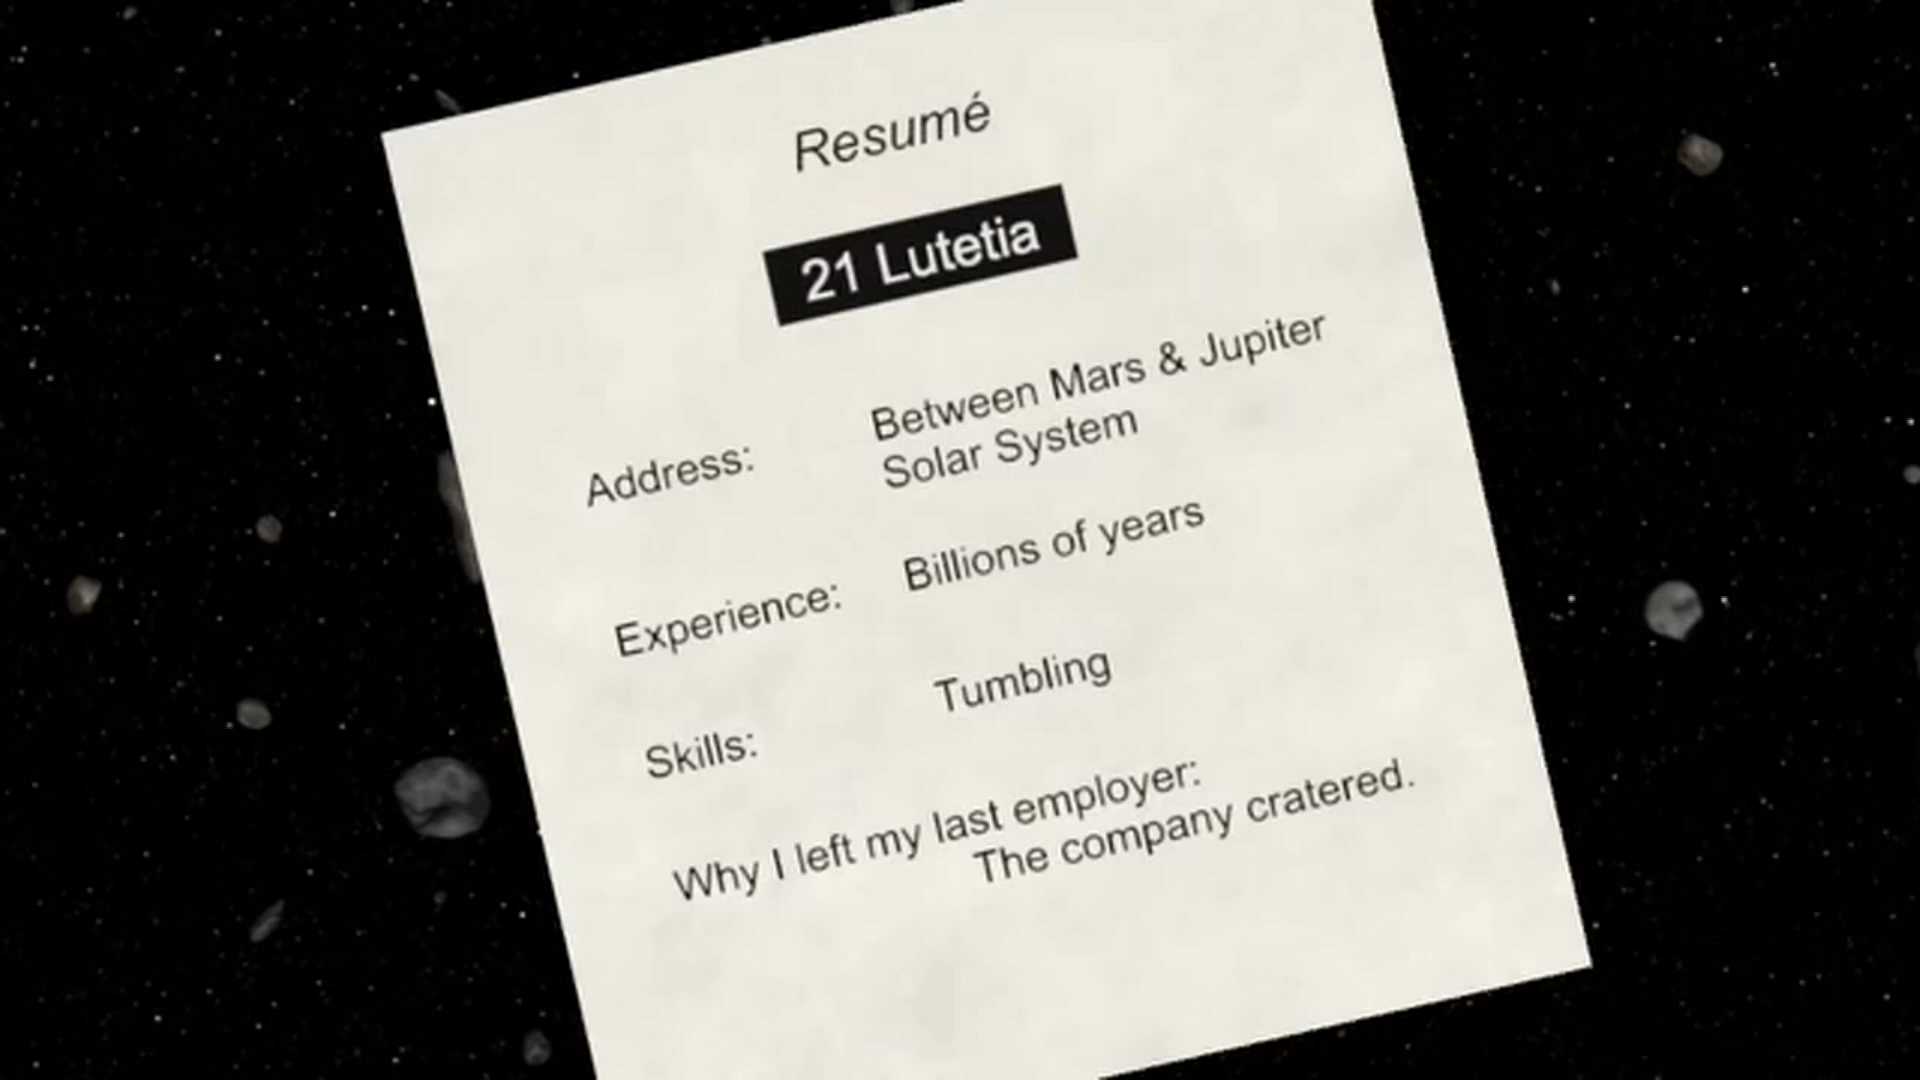 Resumé
21 Lutetia
Address: Between Mars & Jupiter
Solar System
Experience: Billions of years
Skills: Tumbling
Why I left my last employer:
The company cratered.